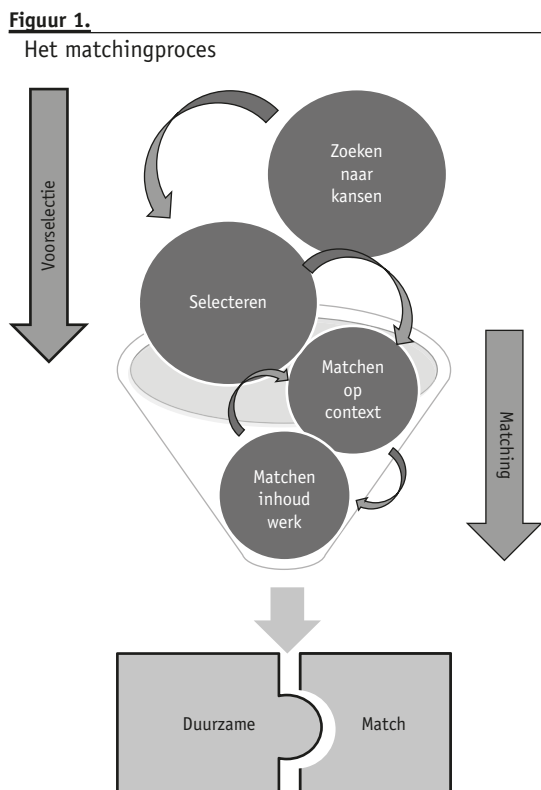 Figuur 1.
Het matchingproces
Voorselectie
Zoeken
naar
kansen
Selecteren
Matchen
op
context
Matching
Matchen
inhoud
werk
Duurzame
Match